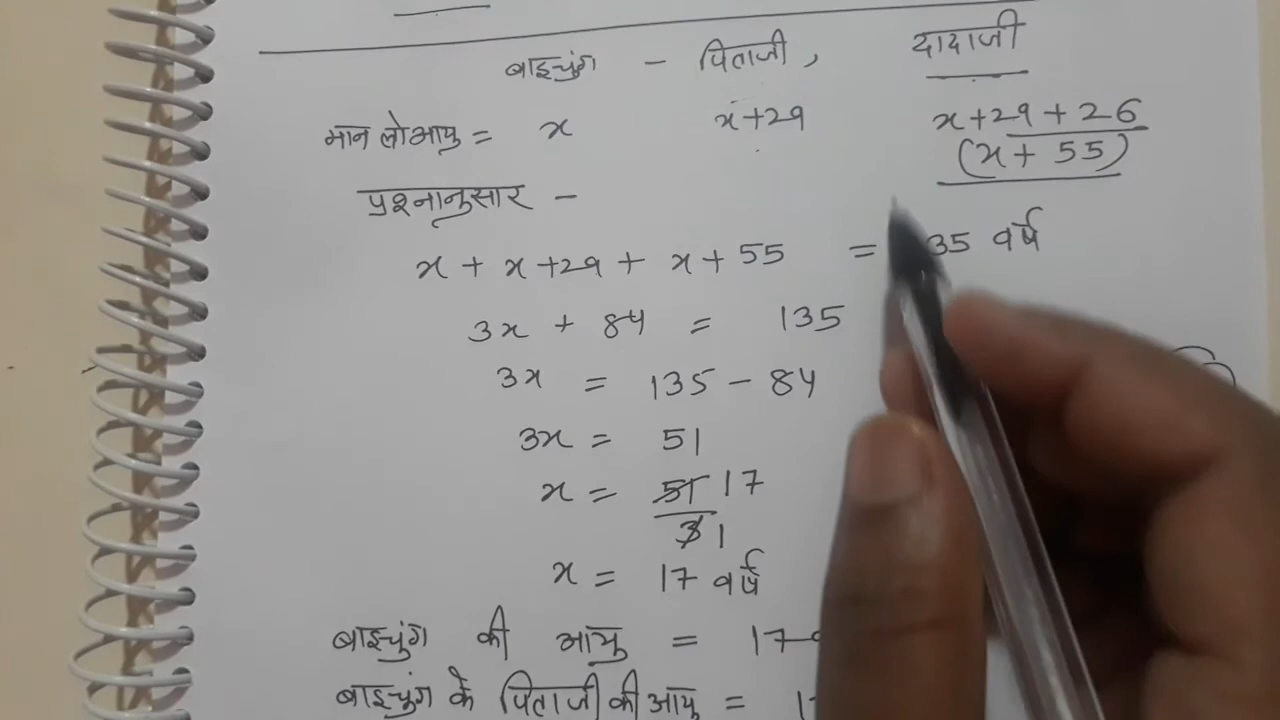 बाइचुंग - पिताजी, दादाजी
मान लो आयु = x x+29 x+29+26
(x+55)
प्रश्नानुसार -
x + x+29 + x+55 = 35 वर्ष
3x + 84 = 135
3x = 135 - 84
3x = 51
x = 51 17
3 1
x = 17 वर्ष
बाइचुंग की आयु = 17
बाइचुंग के पिताजी की आयु =